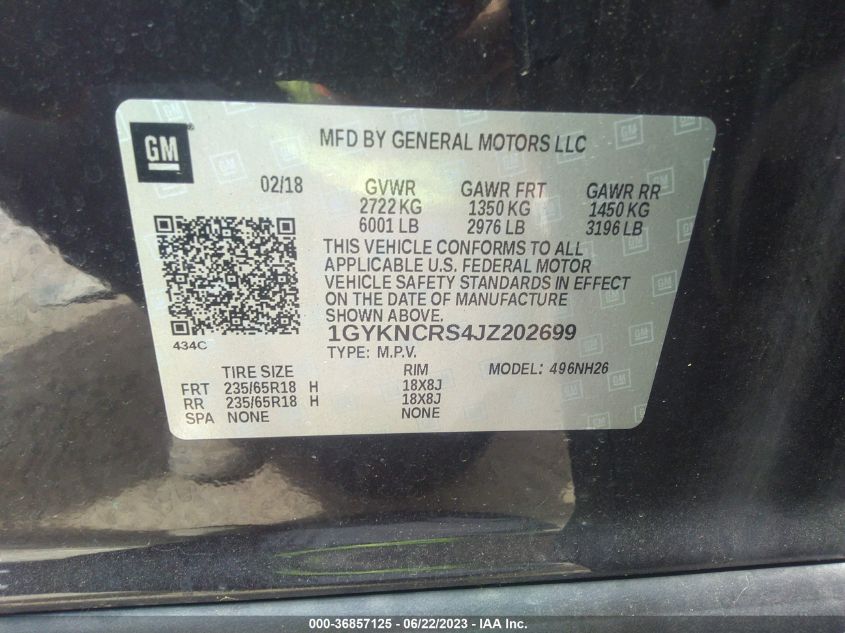 GM
MFD BY GENERAL MOTORS LLC
02/18 GVWR GAWR FRT GAWR RR
2722 KG 1350 KG 1450 KG
6001 LB 2976 LB 3196 LB
THIS VEHICLE CONFORMS TO ALL
APPLICABLE U.S. FEDERAL MOTOR
VEHICLE SAFETY STANDARDS IN EFFECT
ON THE DATE OF MANUFACTURE
SHOWN ABOVE.
434C
1GYKNCRS4JZ202699
TYPE: M.P.V.
TIRE SIZE RIM MODEL: 496NH26
FRT 235/65R18 H 18X8J
RR 235/65R18 H 18X8J
SPA NONE NONE
000-36857125 - 06/22/2023 - IAA Inc.